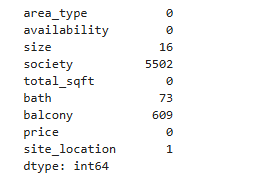 area_type 0
availability 0
size 16
society 5502
total_sqft 0
bath 73
balcony 609
price 0
site_location 1
dtype: int64